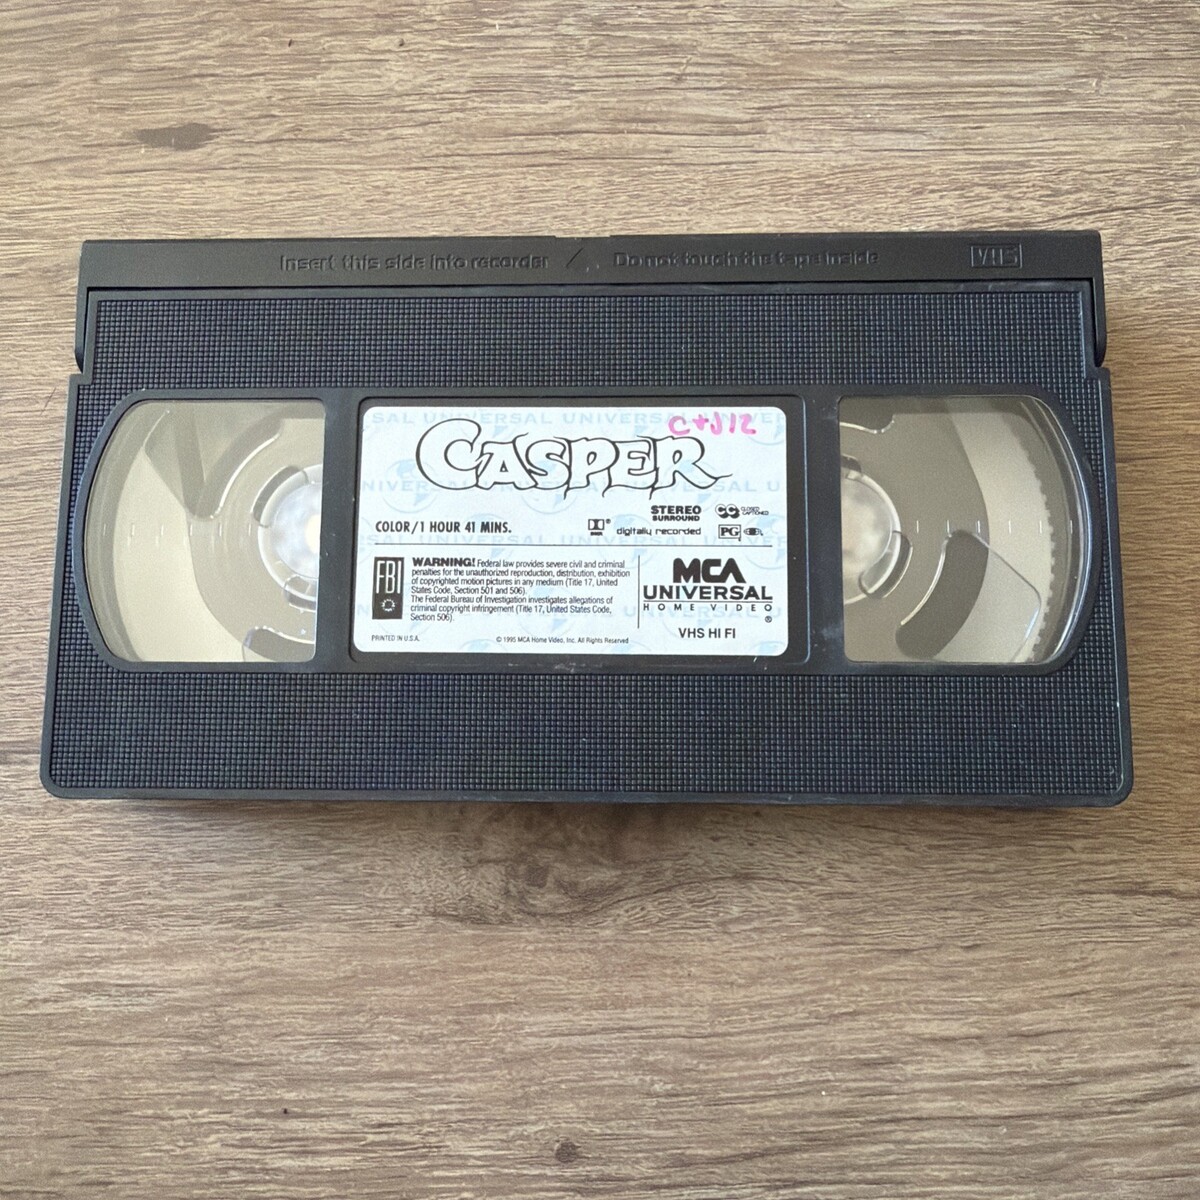 Insert this side into recorder / Do not touch the tape inside VHS
SAL UNIVERSAL UNIVERSAL UNIVER
C+J12
CASPER
STEREO
SURROUND
CC CLOSED CAPTIONED
COLOR/1 HOUR 41 MINS.
digitally recorded
PG
FBI
WARNING! Federal law provides severe civil and criminal
penalties for the unauthorized reproduction, distribution, exhibition
of copyrighted motion pictures in any medium (Title 17, United
States Code, Section 501 and 506).
The Federal Bureau of Investigation investigates allegations of
criminal copyright infringement (Title 17, United States Code,
Section 506).
MCA
UNIVERSAL
HOME VIDEO
®
VHS HI FI
PRINTED IN U.S.A.
© 1995 MCA Home Video, Inc. All Rights Reserved